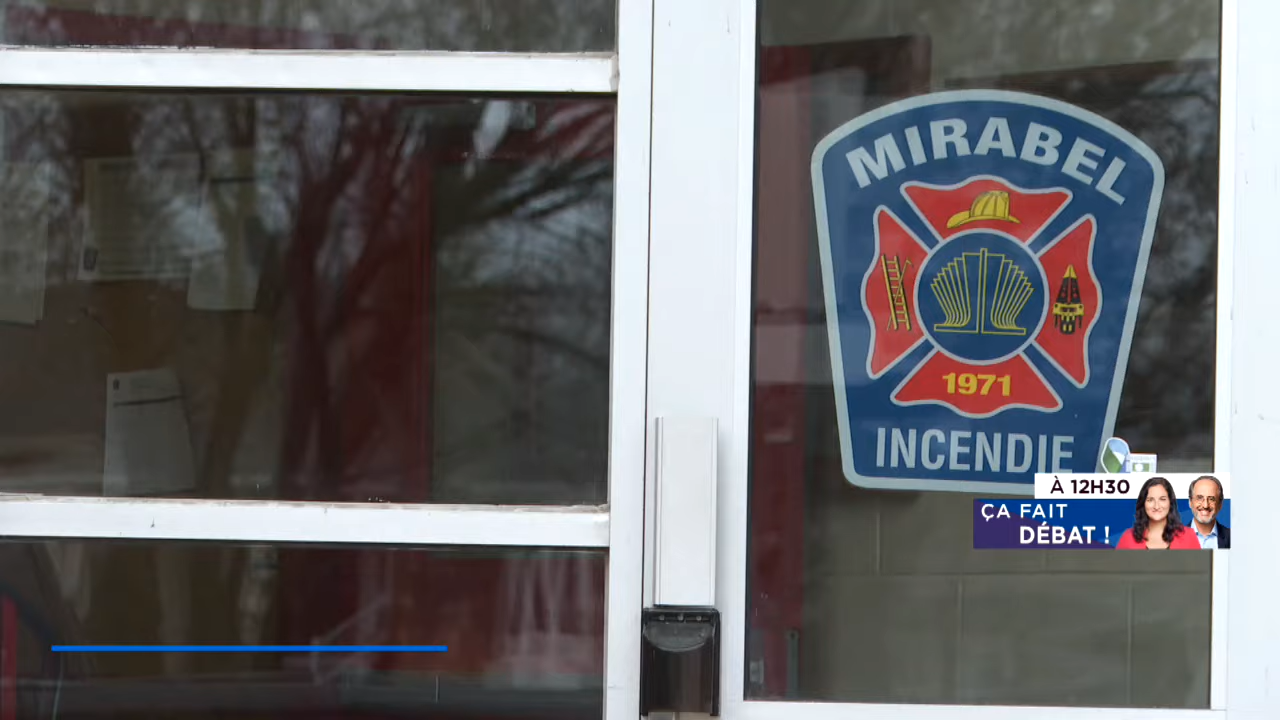 MIRABEL
1971
INCENDIE
À 12H30
ÇA FAIT
DÉBAT !